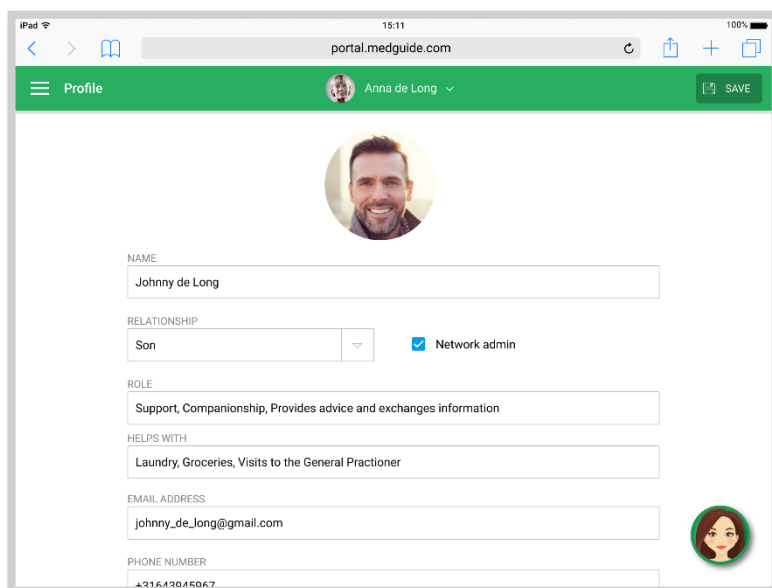 iPad 15:11 100%
portal.medguide.com
Profile Anna de Long SAVE
NAME
Johnny de Long
RELATIONSHIP
Son Network admin
ROLE
Support, Companionship, Provides advice and exchanges information
HELPS WITH
Laundry, Groceries, Visits to the General Practioner
EMAIL ADDRESS
johnny_de_long@gmail.com
PHONE NUMBER
+31643945967